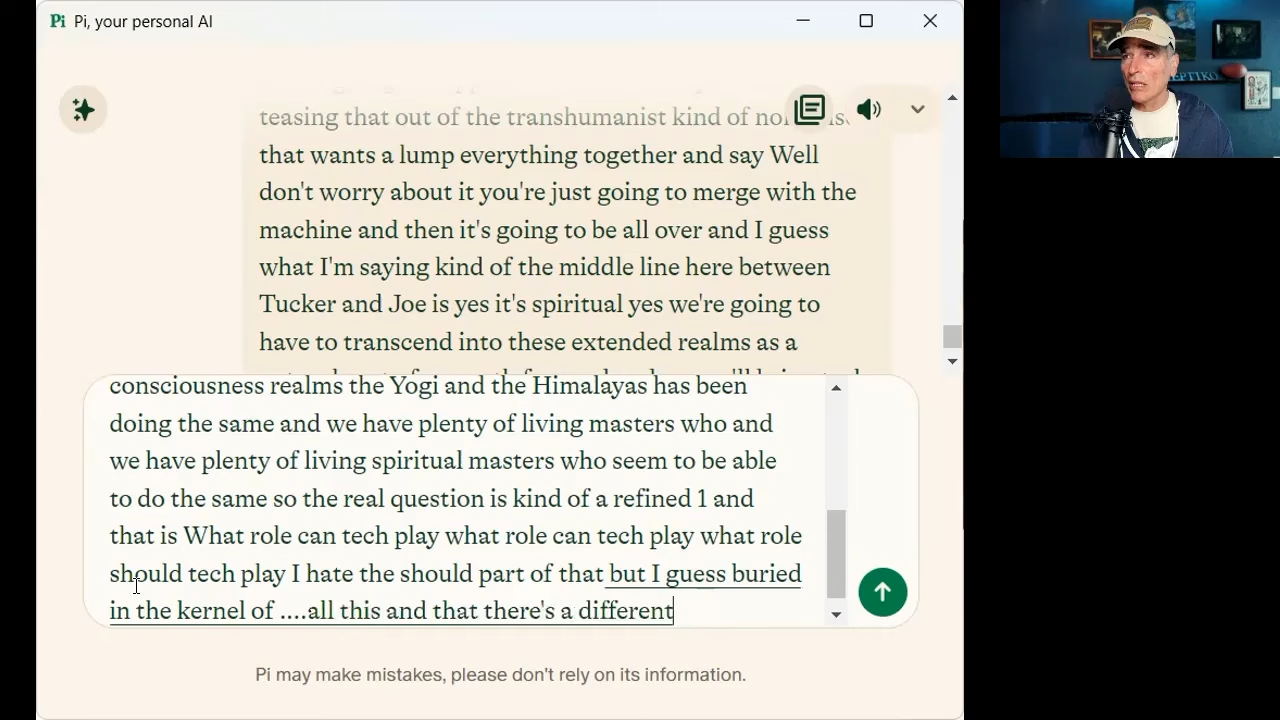 Pi Pi, your personal AI
teasing that out of the transhumanist kind of
that wants a lump everything together and say Well
don't worry about it you're just going to merge with the
machine and then it's going to be all over and I guess
what I'm saying kind of the middle line here between
Tucker and Joe is yes it's spiritual yes we're going to
have to transcend into these extended realms as a
consciousness realms the Yogi and the Himalayas has been
doing the same and we have plenty of living masters who and
we have plenty of living spiritual masters who seem to be able
to do the same so the real question is kind of a refined 1 and
that is What role can tech play what role can tech play what role
should tech play I hate the should part of that but I guess buried
in the kernel of ....all this and that there's a different
Pi may make mistakes, please don't rely on its information.